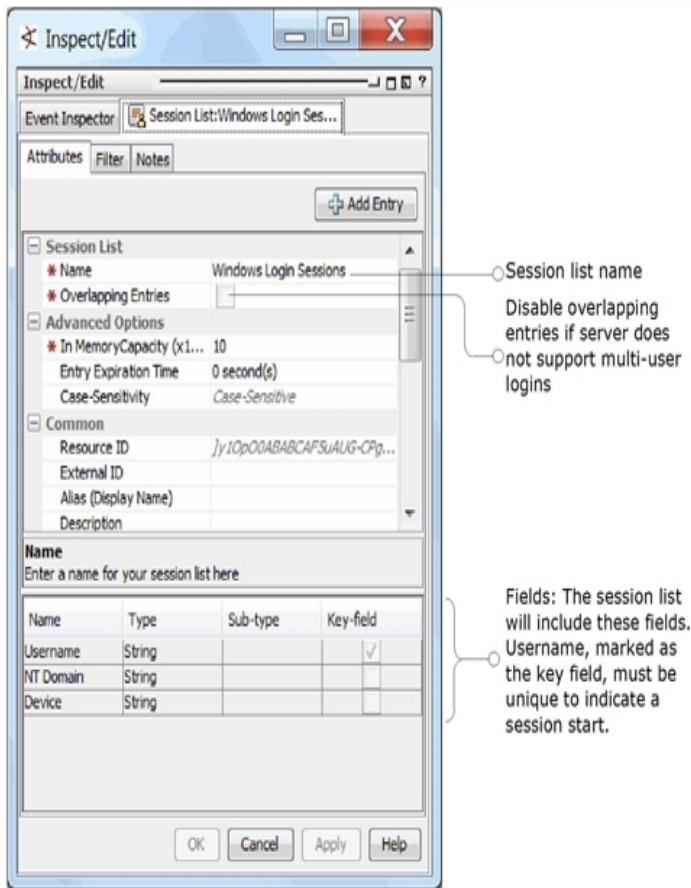 Inspect/Edit
Inspect/Edit
?
Event Inspector
Session List:Windows Login Ses...
Attributes
Filter
Notes
Add Entry
Session List
* Name Windows Login Sessions
* Overlapping Entries
Advanced Options
* In MemoryCapacity (x1... 10
Entry Expiration Time 0 second(s)
Case-Sensitivity Case-Sensitive
Common
Resource ID
External ID
Alias (Display Name)
Description
Name
Enter a name for your session list here
Name Type Sub-type Key-field
Username String
NT Domain String
Device String
OK Cancel Apply Help
Session list name
Disable overlapping
entries if server does
not support multi-user
logins
Fields: The session list
will include these fields.
Username, marked as
the key field, must be
unique to indicate a
session start.